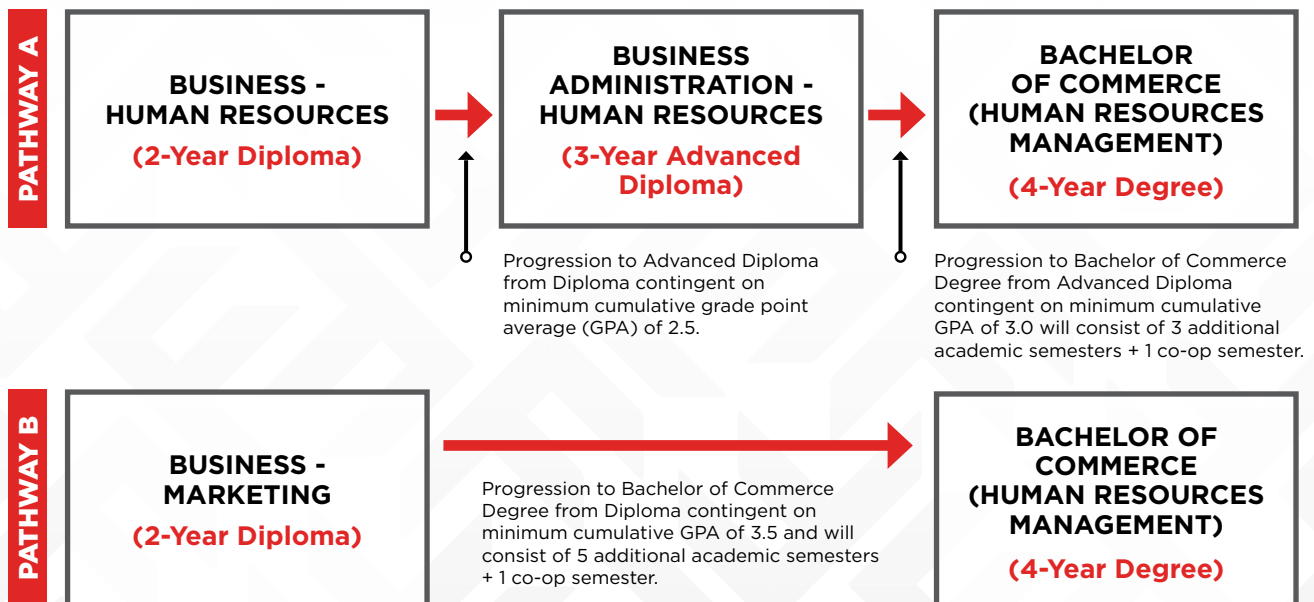 PATHWAY A
BUSINESS -
HUMAN RESOURCES
(2-Year Diploma)
BUSINESS
ADMINISTRATION -
HUMAN RESOURCES
(3-Year Advanced
Diploma)
BACHELOR
OF COMMERCE
(HUMAN RESOURCES
MANAGEMENT)
(4-Year Degree)
Progression to Advanced Diploma
from Diploma contingent on
minimum cumulative grade point
average (GPA) of 2.5.
Progression to Bachelor of Commerce
Degree from Advanced Diploma
contingent on minimum cumulative
GPA of 3.0 will consist of 3 additional
academic semesters + 1 co-op semester.
PATHWAY B
BUSINESS -
MARKETING
(2-Year Diploma)
Progression to Bachelor of Commerce
Degree from Diploma contingent on
minimum cumulative GPA of 3.5 and will
consist of 5 additional academic semesters
+ 1 co-op semester.
BACHELOR OF
COMMERCE
(HUMAN RESOURCES
MANAGEMENT)
(4-Year Degree)